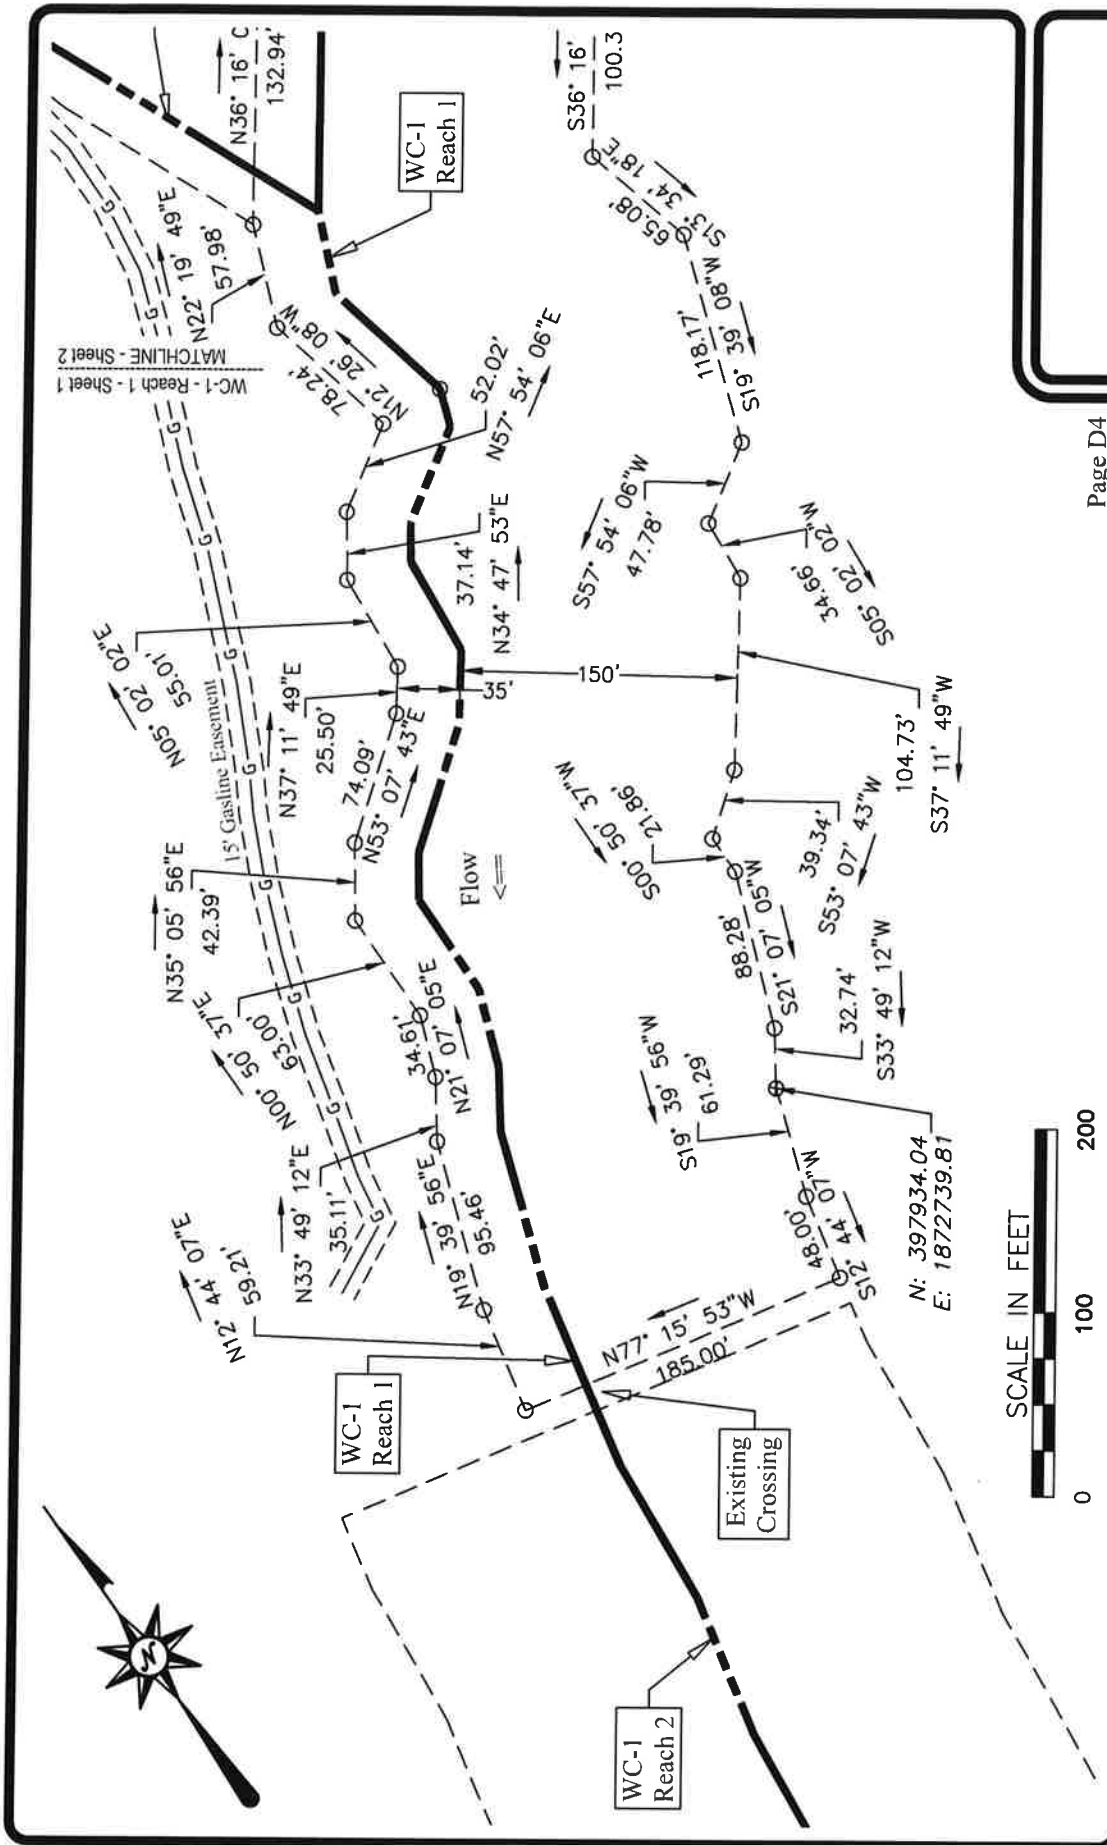 N36° 16' C
132.94'
WC-1
Reach 1
S36° 16'
100.3
65.08'
S13° 34' 18"E
N22° 19' 49"E
57.98'
MATCHLINE - Sheet 2
WC-1 - Reach 1 - Sheet 1
78.24'
N12° 26' 08"W
118.17'
S19° 39' 08"W
52.02'
N57° 54' 06"E
S57° 54' 06"W
47.78'
37.14'
N34° 47' 53"E
34.66'
S05° 02' 02"W
N05° 02' 02"E
55.01'
15' Gasline Easement
N37° 11' 49"E
25.50'
35'
150'
104.73'
S37° 11' 49"W
74.09'
N53° 07' 43"E
S00° 50' 37"W
21.86'
39.34'
S53° 07' 43"W
N35° 05' 56"E
42.39'
Flow
<==
88.28'
S21° 07' 05"W
N00° 50' 37"E
63.00'
34.61'
N21° 07' 05"E
32.74'
S33° 49' 12"W
N33° 49' 12"E
35.11'
S19° 39' 56"W
61.29'
N12° 44' 07"E
59.21'
N19° 39' 56"E
95.46'
48.00'
S12° 44' 07"W
N: 397934.04
E: 1872739.81
N77° 15' 53"W
185.00'
WC-1
Reach 1
Existing
Crossing
WC-1
Reach 2
N
G
G
G
G
G
G
G
G
G
G
SCALE IN FEET
0
100
200
Page D4